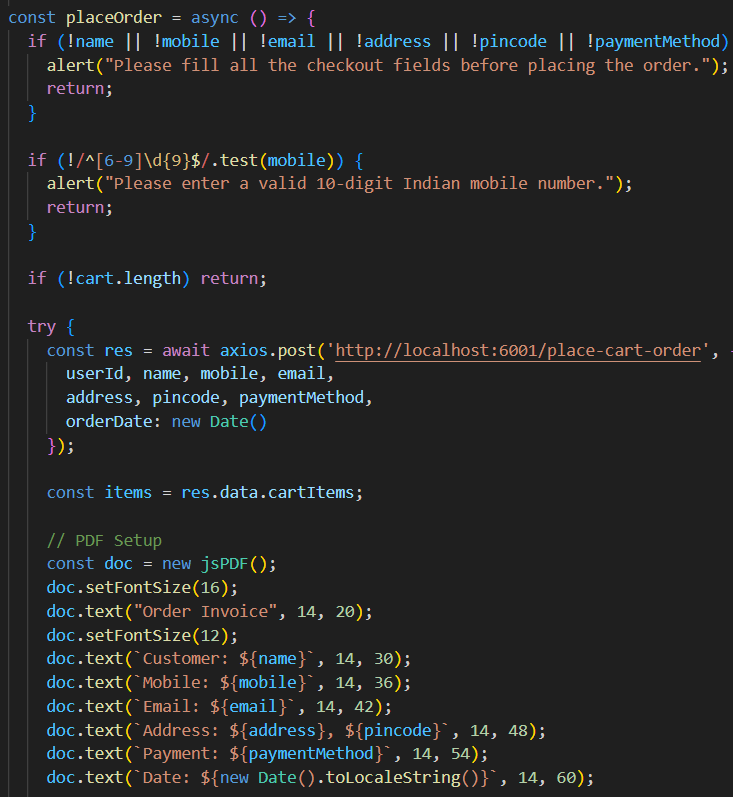 const placeOrder = async () => {
  if (!name || !mobile || !email || !address || !pincode || !paymentMethod)
    alert("Please fill all the checkout fields before placing the order.");
    return;
  }

  if (!/^[6-9]\d{9}$/.test(mobile)) {
    alert("Please enter a valid 10-digit Indian mobile number.");
    return;
  }

  if (!cart.length) return;

  try {
    const res = await axios.post('http://localhost:6001/place-cart-order',
      userId, name, mobile, email,
      address, pincode, paymentMethod,
      orderDate: new Date()
    });

    const items = res.data.cartItems;

    // PDF Setup
    const doc = new jsPDF();
    doc.setFontSize(16);
    doc.text("Order Invoice", 14, 20);
    doc.setFontSize(12);
    doc.text(`Customer: ${name}`, 14, 30);
    doc.text(`Mobile: ${mobile}`, 14, 36);
    doc.text(`Email: ${email}`, 14, 42);
    doc.text(`Address: ${address}, ${pincode}`, 14, 48);
    doc.text(`Payment: ${paymentMethod}`, 14, 54);
    doc.text(`Date: ${new Date().toLocaleString()}`, 14, 60);